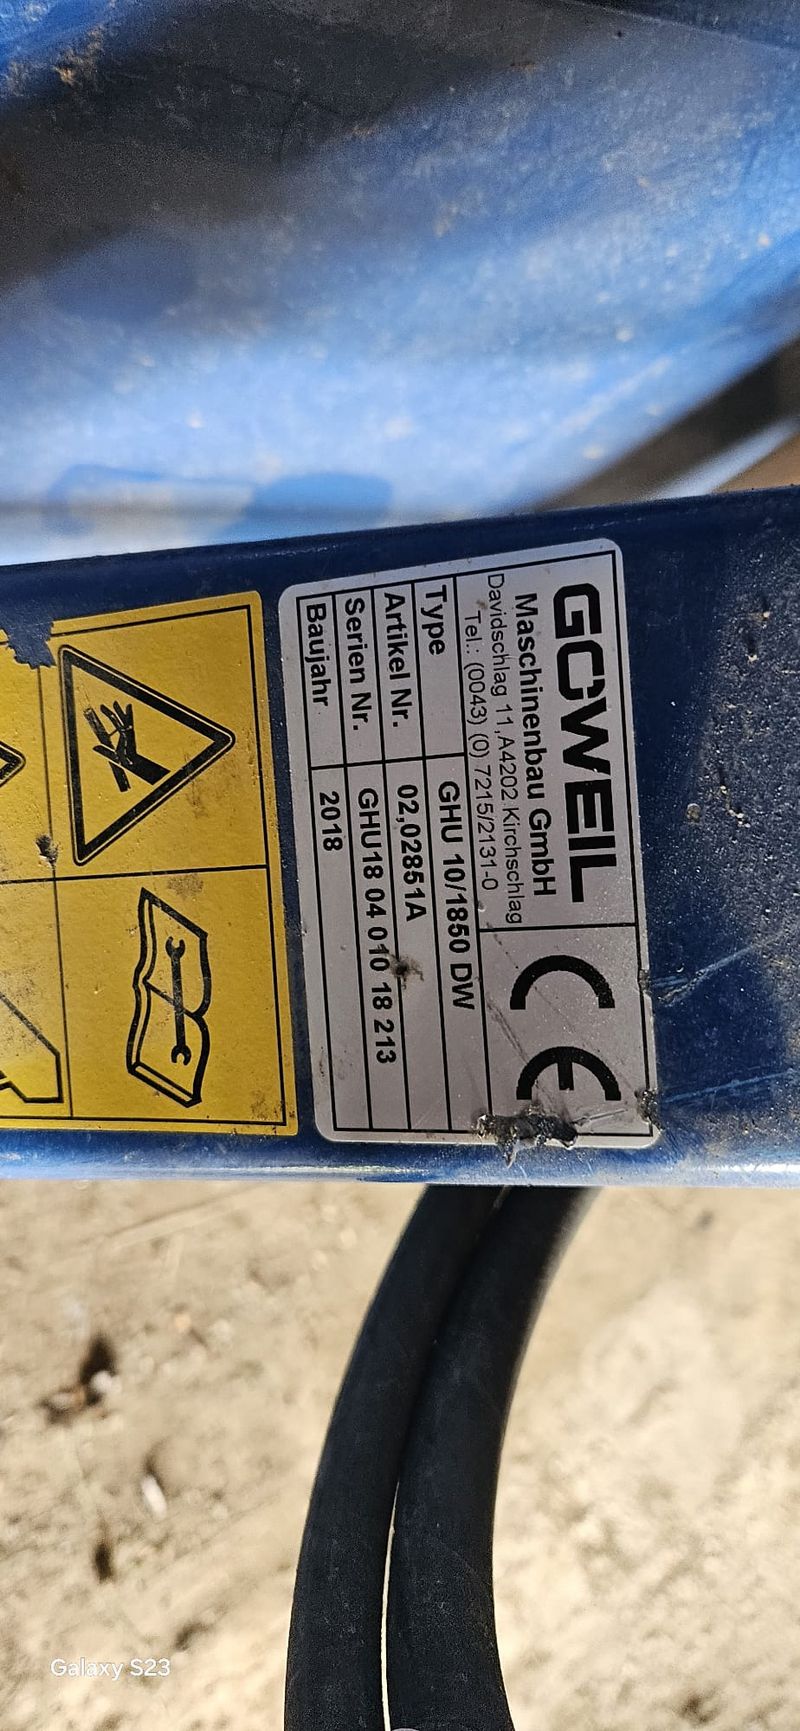 GÖWEIL
Maschinenbau GmbH
Davidschlag 11,A4202 Kirchschlag
Tel.: (0043) (0) 7215/2131-0
CE
Type GHU 10/1850 DW
Artikel Nr. 02,02851A
Serien Nr. GHU18 04 010 18 213
Baujahr 2018
Galaxy S23